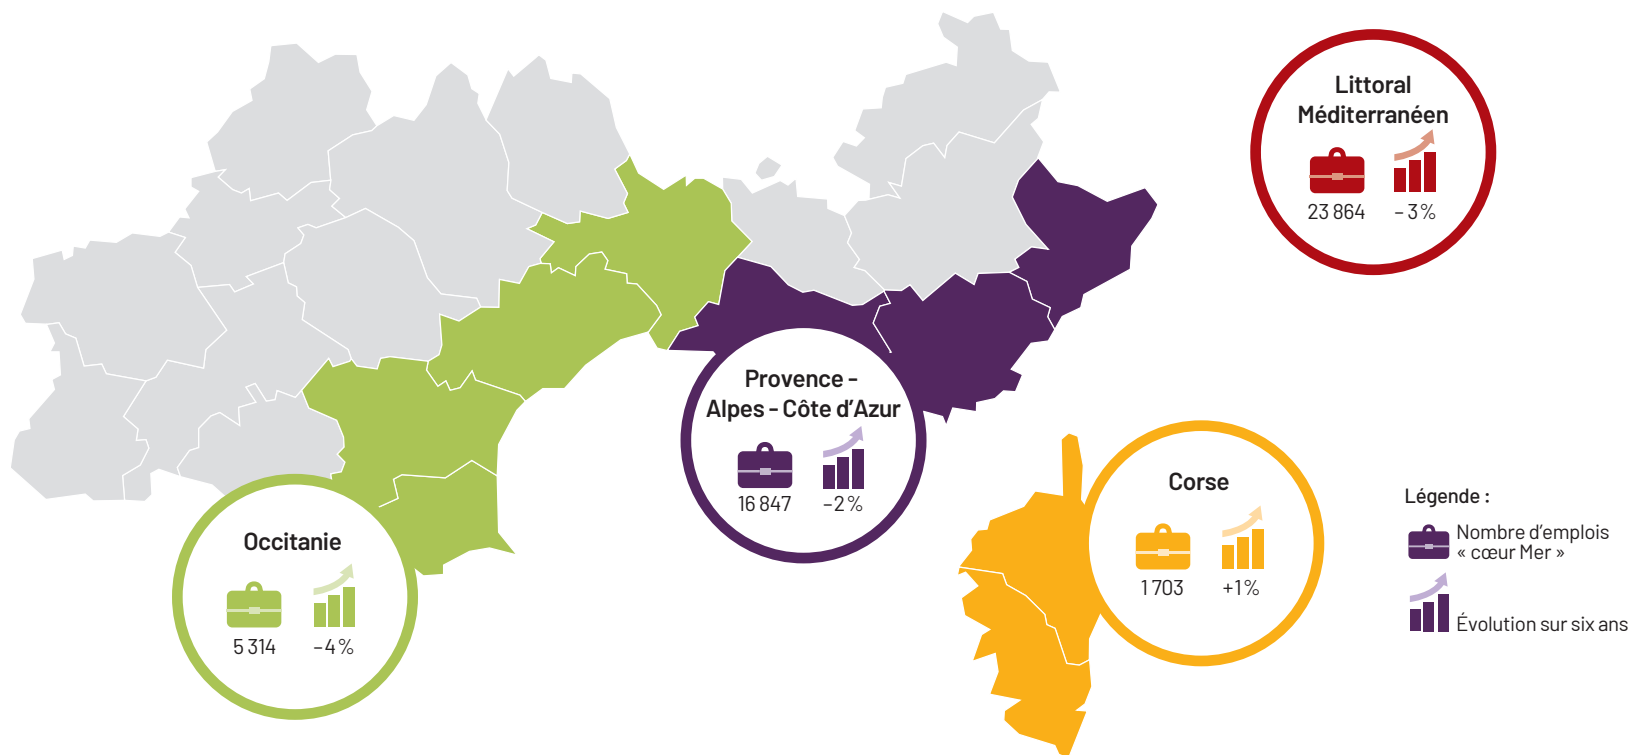 Littoral
Méditerranéen
23 864
– 3 %
Provence -
Alpes - Côte d’Azur
16 847
–2 %
Corse
1 703
+1 %
Occitanie
5 314
–4 %
Légende :
Nombre d’emplois
« cœur Mer »
Évolution sur six ans